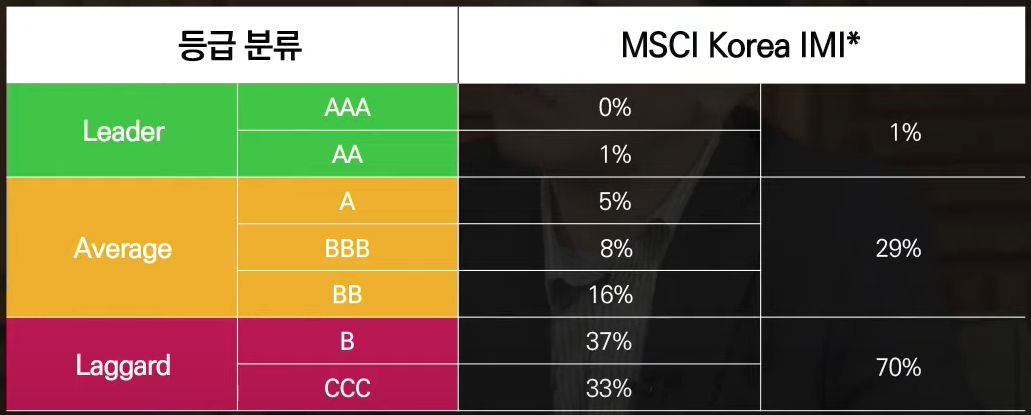 등급 분류 MSCI Korea IMI*
Leader AAA 0% 1%
AA 1%
Average A 5% 29%
BBB 8%
BB 16%
Laggard B 37% 70%
CCC 33%